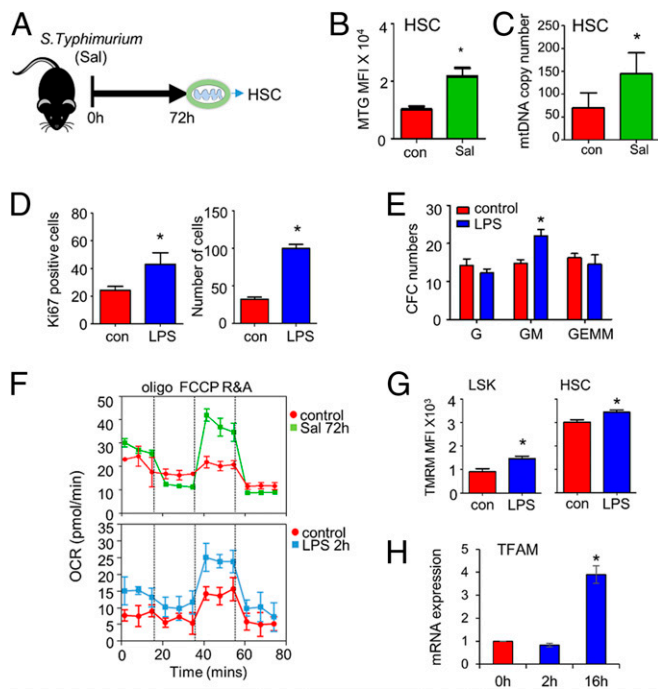 A
S.Typhimurium
(Sal)
0h
72h
HSC
B
HSC
MTG MFI X 10⁴
4
2
0
*
con
Sal
C
HSC
mtDNA copy number
250
200
150
100
50
0
*
con
Sal
D
Ki67 positive cells
80
60
40
20
0
*
con
LPS
Number of cells
100
50
0
*
con
LPS
E
control
LPS
CFC numbers
30
20
10
0
*
G
GM
GEMM
F
oligo FCCP R&A
50
40
30
20
10
0
control
Sal 72h
OCR (pmol/min)
35
30
25
20
15
10
5
0
control
LPS 2h
0
20
40
60
80
Time (mins)
G
LSK
TMRM MFI X10³
3
2
1
0
*
con
LPS
HSC
4
3
2
1
0
*
con
LPS
H
TFAM
mRNA expression
5
4
3
2
1
0
*
0h
2h
16h